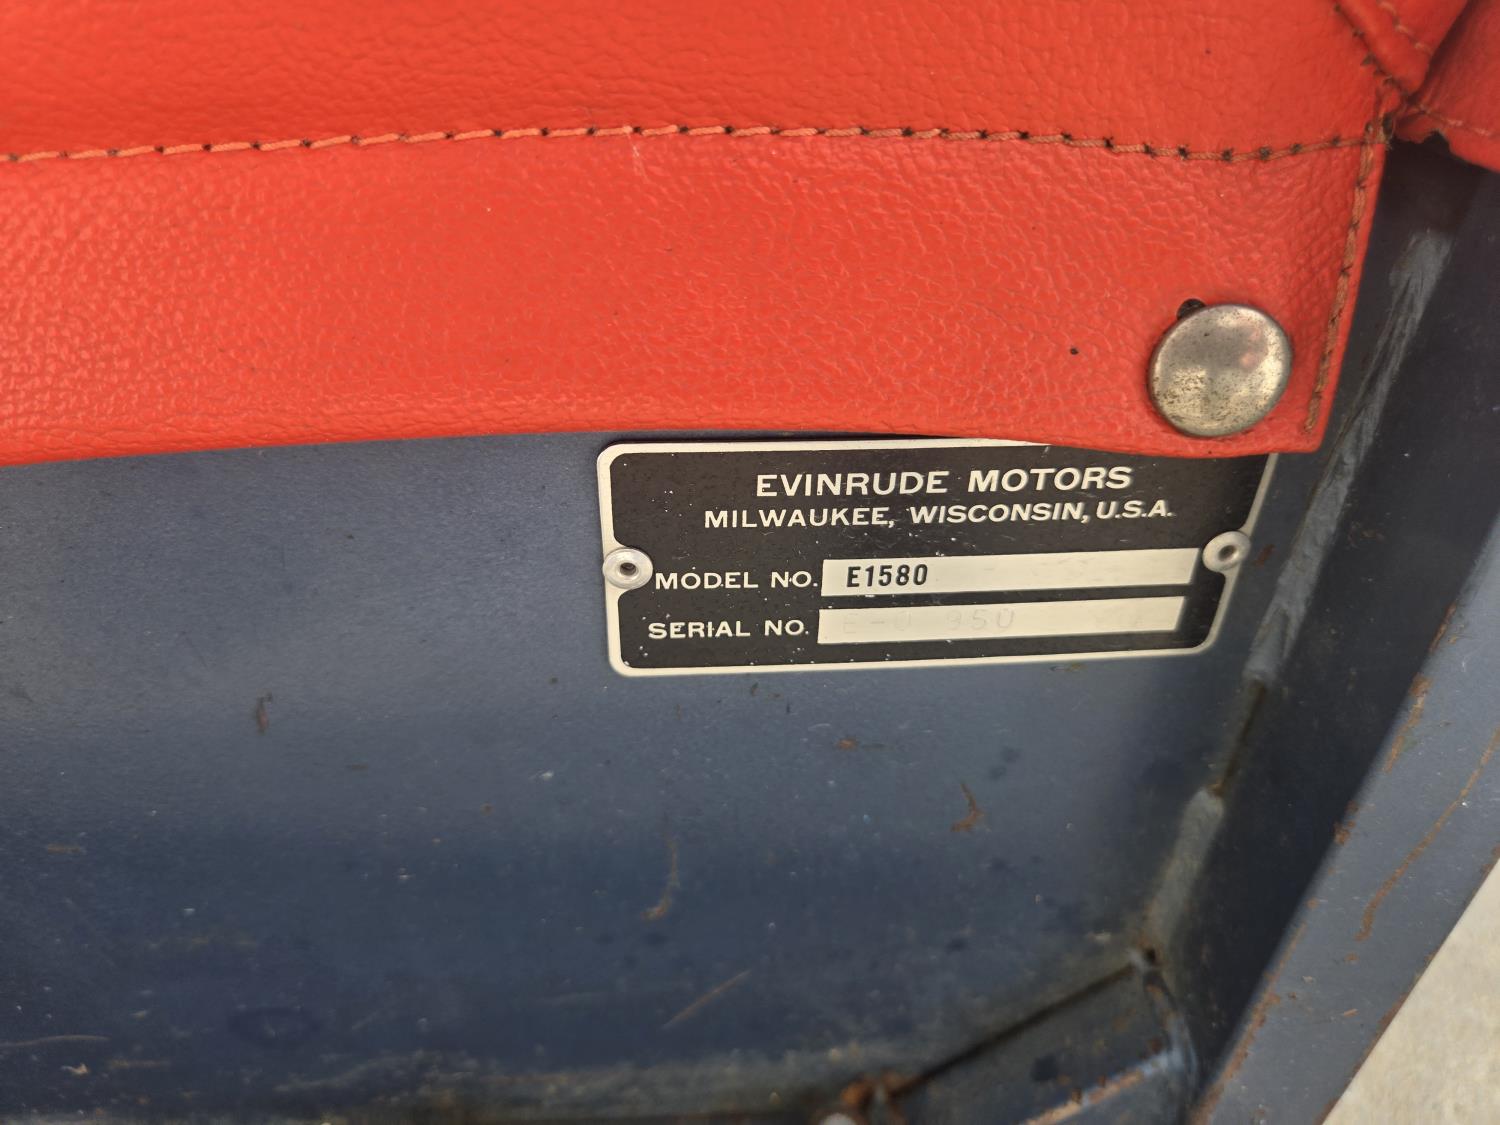 EVINRUDE MOTORS
MILWAUKEE, WISCONSIN, U.S.A.
MODEL NO. E1580
SERIAL NO.